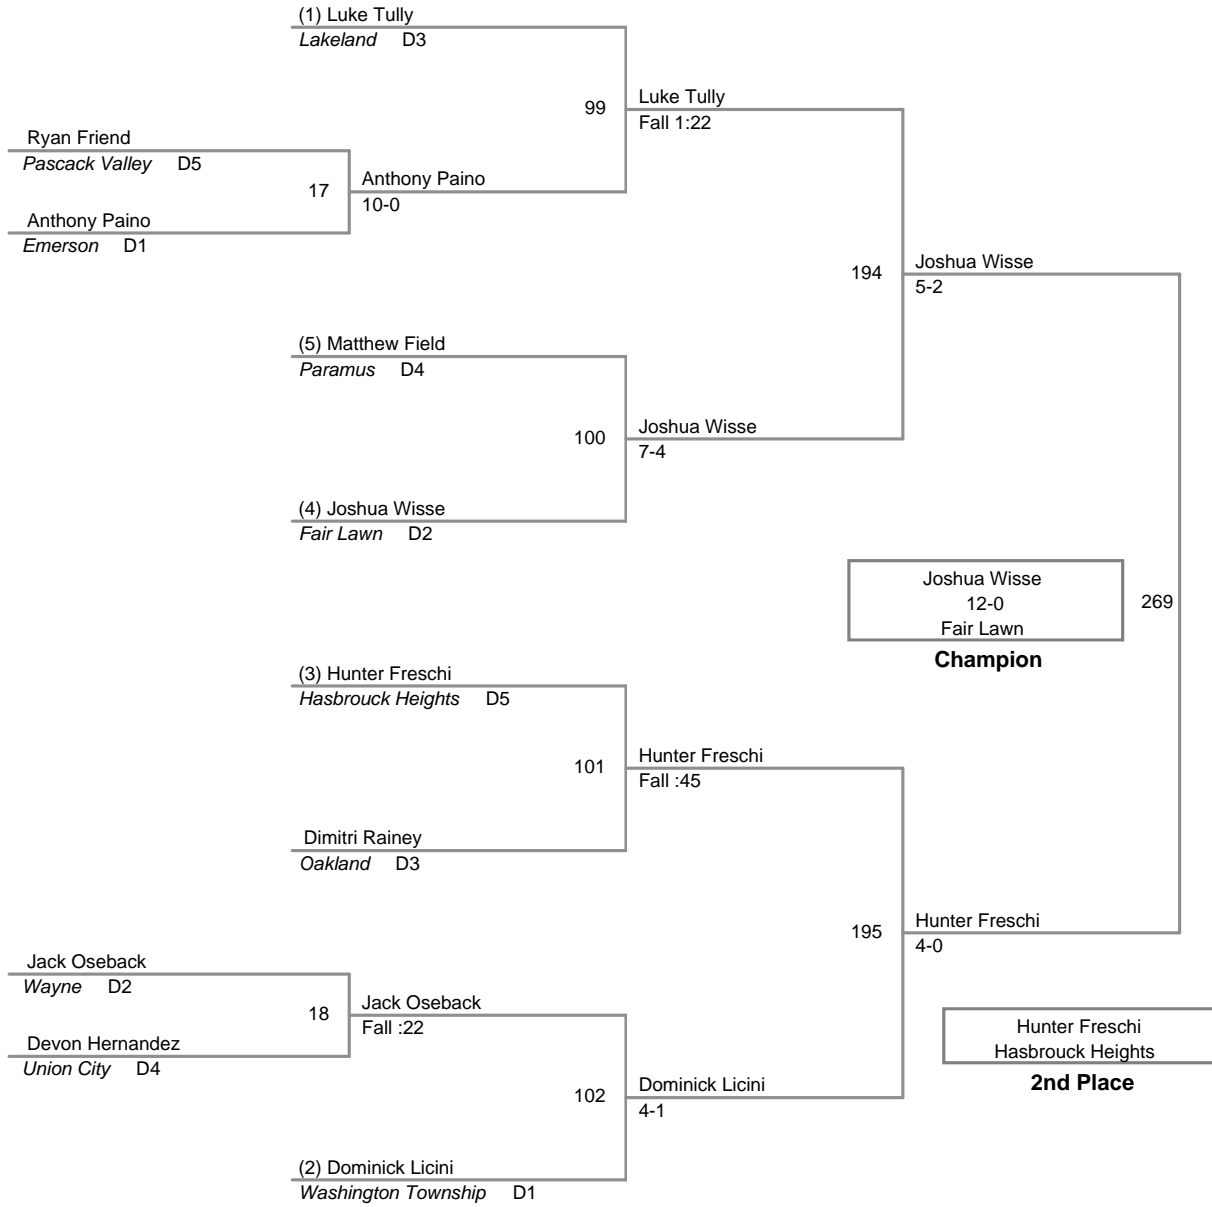 (1) Luke Tully
Lakeland D3
99
Luke Tully
Fall 1:22
Ryan Friend
Pascack Valley D5
17
Anthony Paino
10-0
Anthony Paino
Emerson D1
194
Joshua Wisse
5-2
(5) Matthew Field
Paramus D4
100
Joshua Wisse
7-4
(4) Joshua Wisse
Fair Lawn D2
Joshua Wisse
12-0
Fair Lawn
Champion
269
(3) Hunter Freschi
Hasbrouck Heights D5
101
Hunter Freschi
Fall :45
Dimitri Rainey
Oakland D3
195
Hunter Freschi
4-0
Jack Oseback
Wayne D2
18
Jack Oseback
Fall :22
Devon Hernandez
Union City D4
Hunter Freschi
Hasbrouck Heights
2nd Place
102
Dominick Licini
4-1
(2) Dominick Licini
Washington Township D1